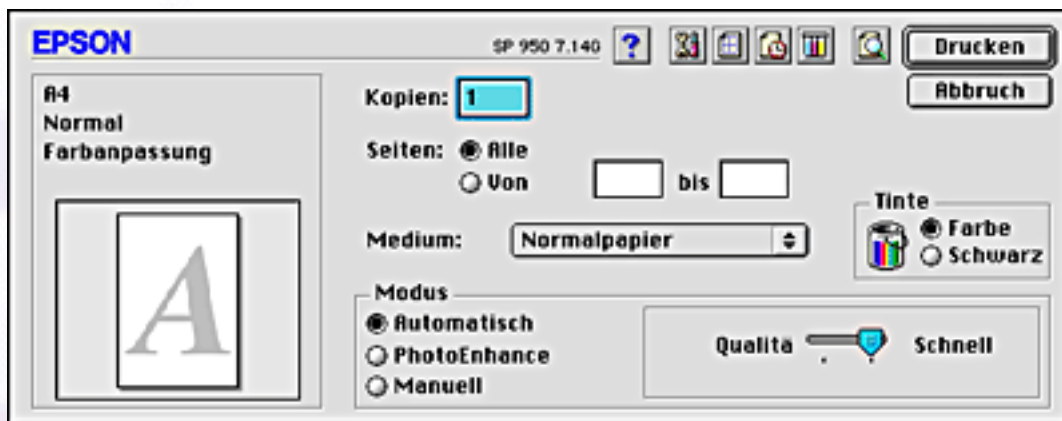 EPSON
SP 950 7.140
?
Drucken
Abbruch
A4
Normal
Farbanpassung
A
Kopien: 1
Seiten: Alle
Von bis
Medium: Normalpapier
Tinte
Farbe
Schwarz
Modus
Automatisch
PhotoEnhance
Manuell
Qualitä Schnell